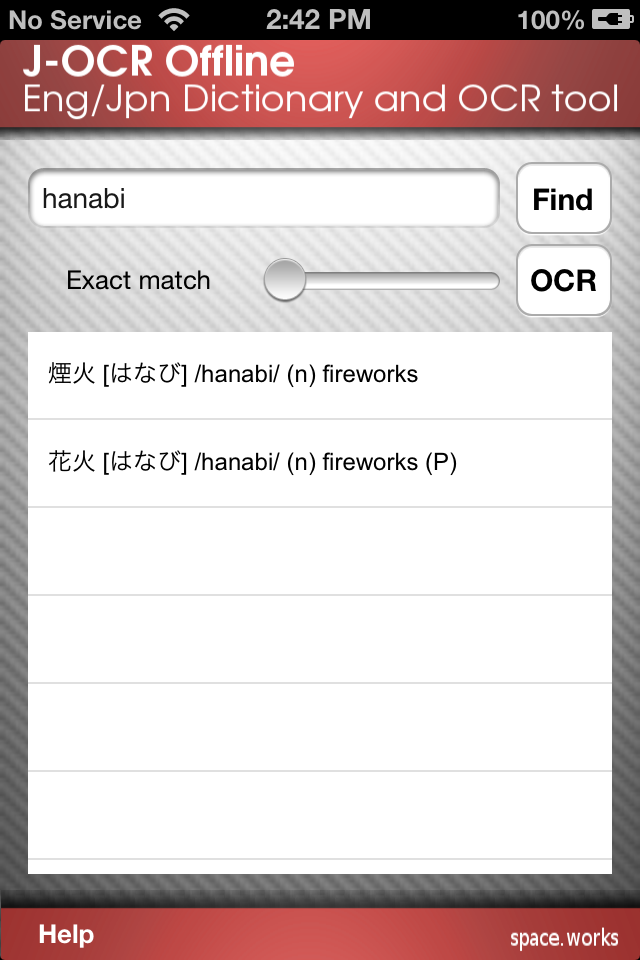 No Service 2:42 PM 100%
J-OCR Offline
Eng/Jpn Dictionary and OCR tool
hanabi Find
Exact match OCR
煙火 [はなび] /hanabi/ (n) fireworks
花火 [はなび] /hanabi/ (n) fireworks (P)
Help space.works